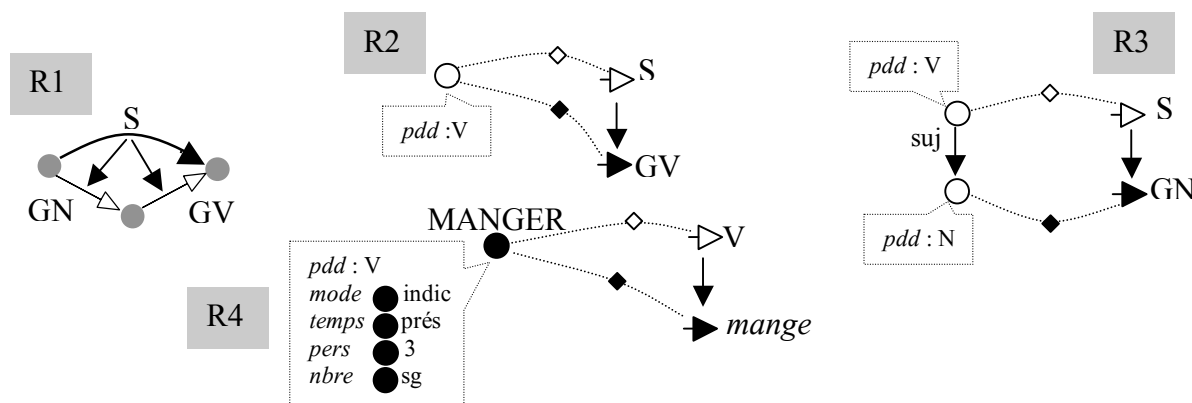 R1
S
GN
GV
R2
S
pdd :V
GV
R3
pdd : V
S
suj
GN
pdd : N
R4
MANGER
V
pdd : V
mode indic
temps prés
pers 3
nbre sg
mange